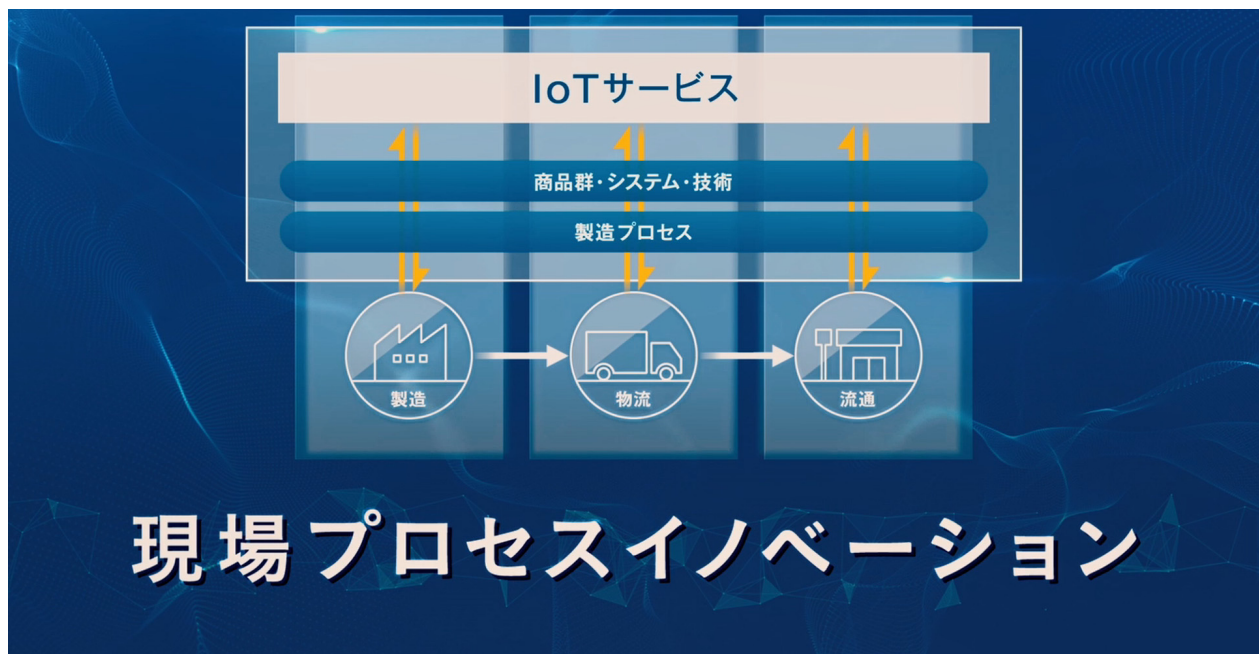 IoTサービス
商品群・システム・技術
製造プロセス
製造
物流
流通
現場プロセスイノベーション